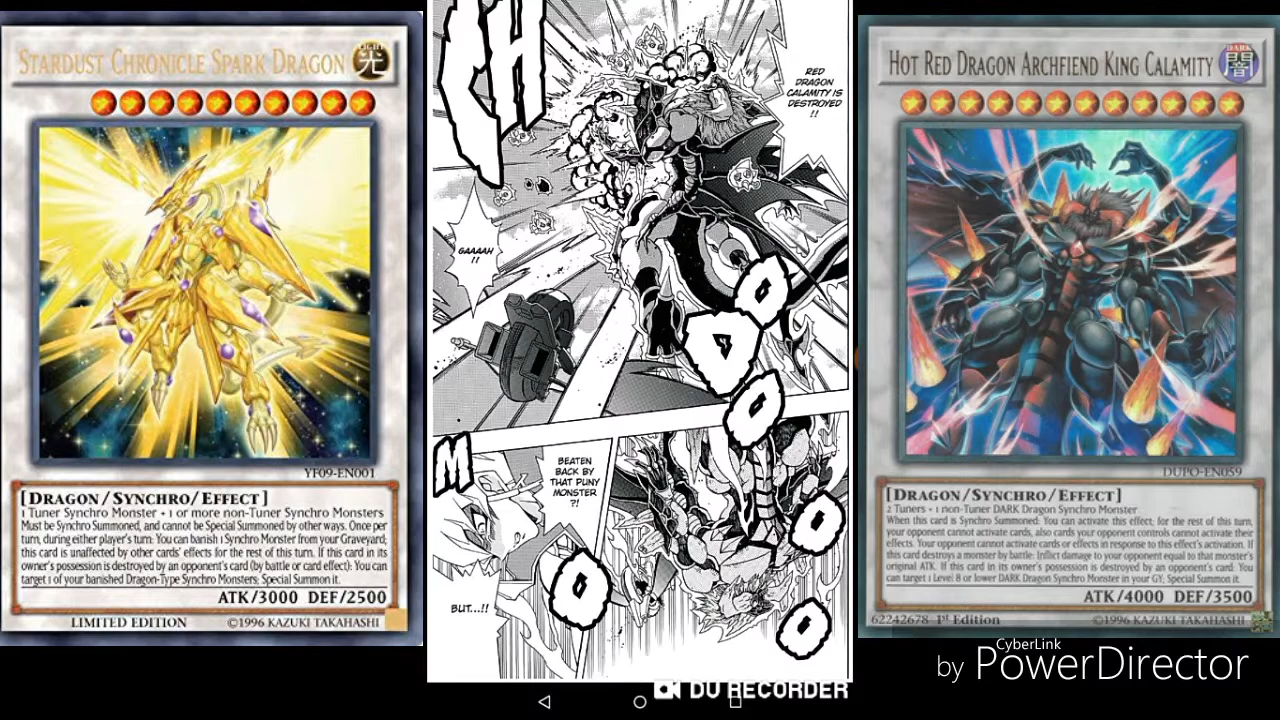 STARDUST CHRONICLE SPARK DRAGON
LIGHT
光
YF09-EN001
[DRAGON/SYNCHRO/EFFECT]
1 Tuner Synchro Monster + 1 or more non-Tuner Synchro Monsters
Must be Synchro Summoned, and cannot be Special Summoned by other ways. Once per
turn, during either player's turn: You can banish 1 Synchro Monster from your Graveyard;
this card is unaffected by other cards' effects for the rest of this turn. If this card in its
owner's possession is destroyed by an opponent's card (by battle or card effect): You can
target 1 of your banished Dragon-Type Synchro Monsters; Special Summon it.
ATK/3000 DEF/2500
LIMITED EDITION
©1996 KAZUKI TAKAHASHI
RED
DRAGON
CALAMITY IS
DESTROYED
!!
GAAAAH
!!
BEATEN
BACK BY
THAT PUNY
MONSTER
?!
BUT...!!
HOT RED DRAGON ARCHFIEND KING CALAMITY
DARK
闇
DUPO-EN059
[DRAGON/SYNCHRO/EFFECT]
2 Tuners + 1 non-Tuner DARK Dragon Synchro Monster
When this card is Synchro Summoned: You can activate this effect; for the rest of this turn,
your opponent cannot activate cards, also cards your opponent controls cannot activate their
effects. Your opponent cannot activate cards or effects in response to this effect's activation. If
this card destroys a monster by battle: Inflict damage to your opponent equal to that monster's
original ATK. If this card in its owner's possession is destroyed by an opponent's card: You
can target 1 Level 8 or lower DARK Dragon Synchro Monster in your GY; Special Summon it.
ATK/4000 DEF/3500
62242678 1st Edition
©1996 KAZUKI TAKAHASHI
CyberLink
by PowerDirector
DU RECORDER